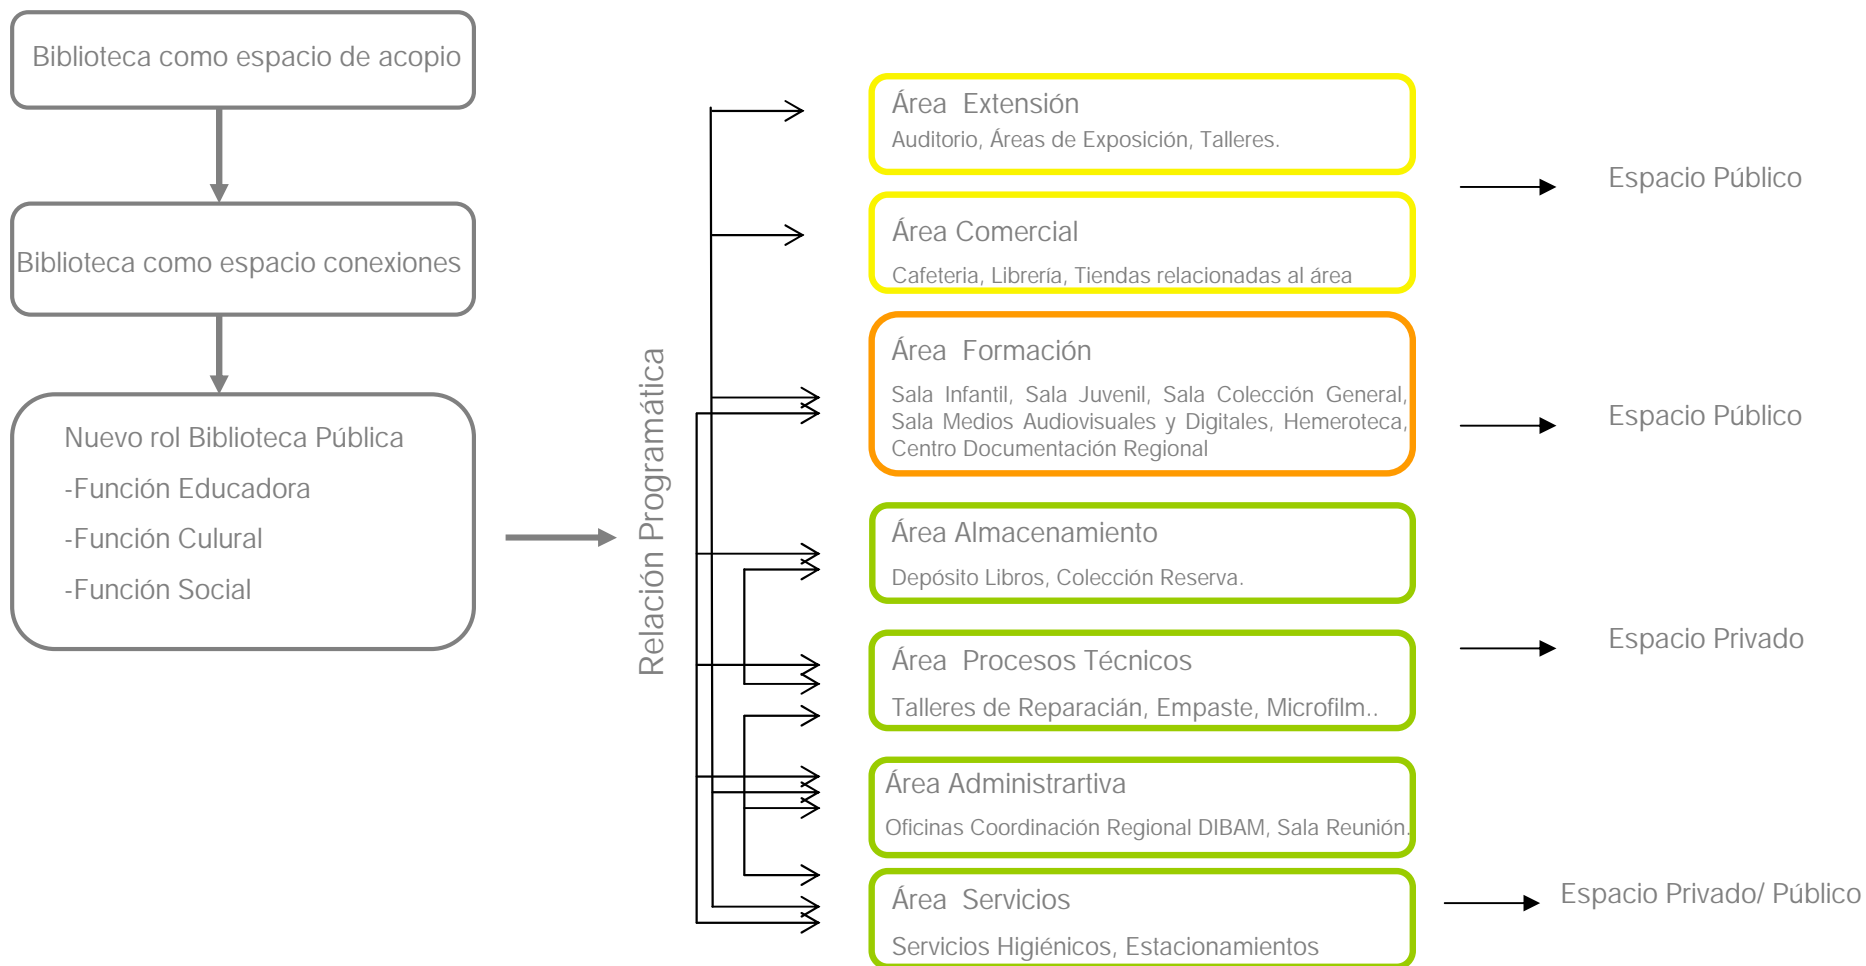 Biblioteca como espacio de acopio
Biblioteca como espacio conexiones
Nuevo rol Biblioteca Pública
-Función Educadora
-Función Culural
-Función Social
Relación Programática
Área Extensión
Auditorio, Áreas de Exposición, Talleres.
Área Comercial
Cafeteria, Librería, Tiendas relacionadas al área
Espacio Público
Área Formación
Sala Infantil, Sala Juvenil, Sala Colección General,
Sala Medios Audiovisuales y Digitales, Hemeroteca,
Centro Documentación Regional
Espacio Público
Área Almacenamiento
Depósito Libros, Colección Reserva.
Área Procesos Técnicos
Talleres de Reparacián, Empaste, Microfilm..
Espacio Privado
Área Administrartiva
Oficinas Coordinación Regional DIBAM, Sala Reunión.
Área Servicios
Servicios Higiénicos, Estacionamientos
Espacio Privado/ Público